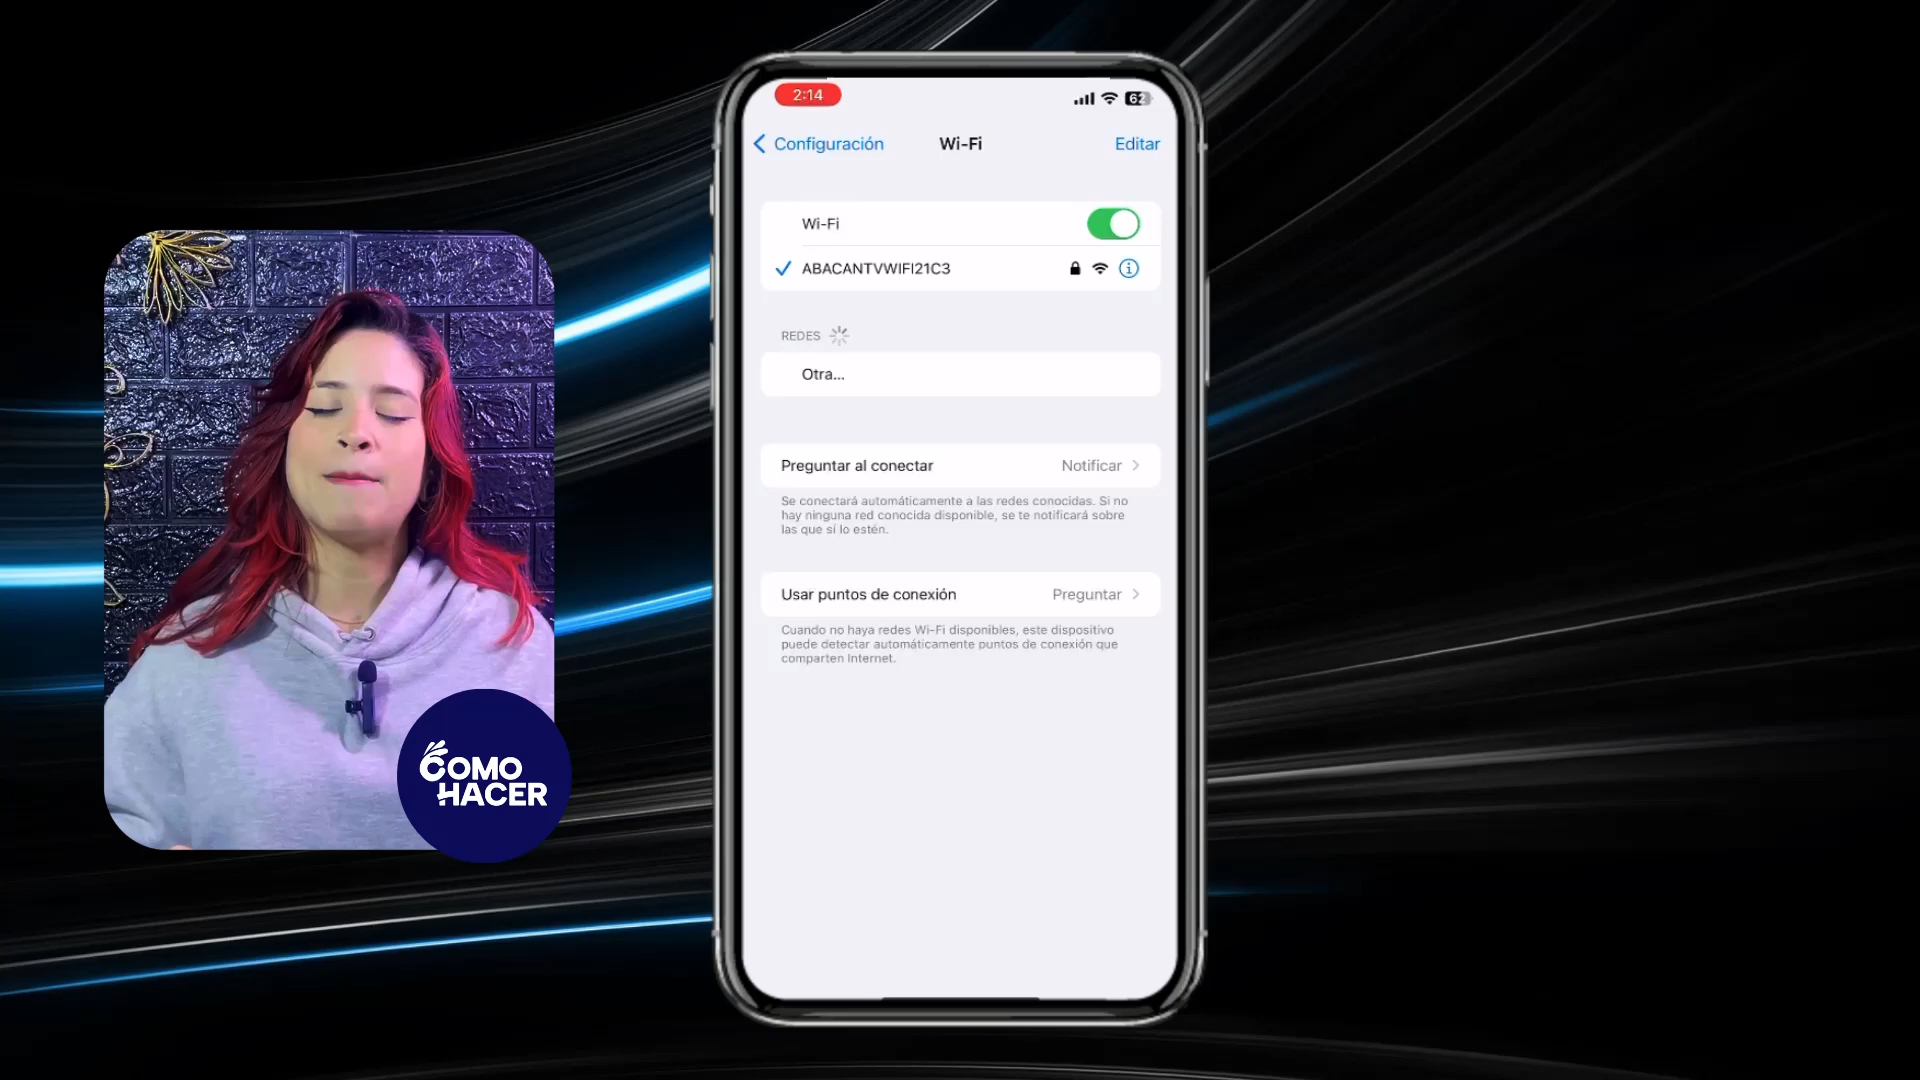 2:14
62
Configuración
Wi-Fi
Editar
Wi-Fi
ABACANTVWIFI21C3
REDES
Otra...
Preguntar al conectar
Notificar
Se conectará automáticamente a las redes conocidas. Si no
hay ninguna red conocida disponible, se te notificará sobre
las que sí lo estén.
Usar puntos de conexión
Preguntar
Cuando no haya redes Wi-Fi disponibles, este dispositivo
puede detectar automáticamente puntos de conexión que
comparten Internet.
COMO
HACER